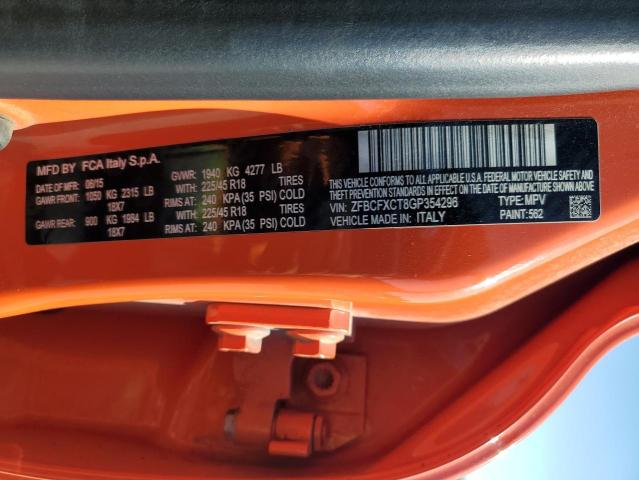 MFD BY FCA Italy S.p.A.
DATE OF MFD: 06/15 GVWR: 1940 KG 4277 LB
GAWR FRONT: 1050 KG 2315 LB WITH: 225/45 R18 TIRES
18X7 RIMS AT: 240 KPA (35 PSI) COLD
GAWR REAR: 900 KG 1984 LB WITH: 225/45 R18 TIRES
18X7 RIMS AT: 240 KPA (35 PSI) COLD
THIS VEHICLE CONFORMS TO ALL APPLICABLE U.S.A.
FEDERAL MOTOR VEHICLE SAFETY AND
THEFT PREVENTION STANDARDS IN EFFECT ON THE DATE OF MANUFACTURE SHOWN ABOVE
VIN: ZFBCFXCT8GP354296 TYPE: MPV
VEHICLE MADE IN: ITALY PAINT: 562